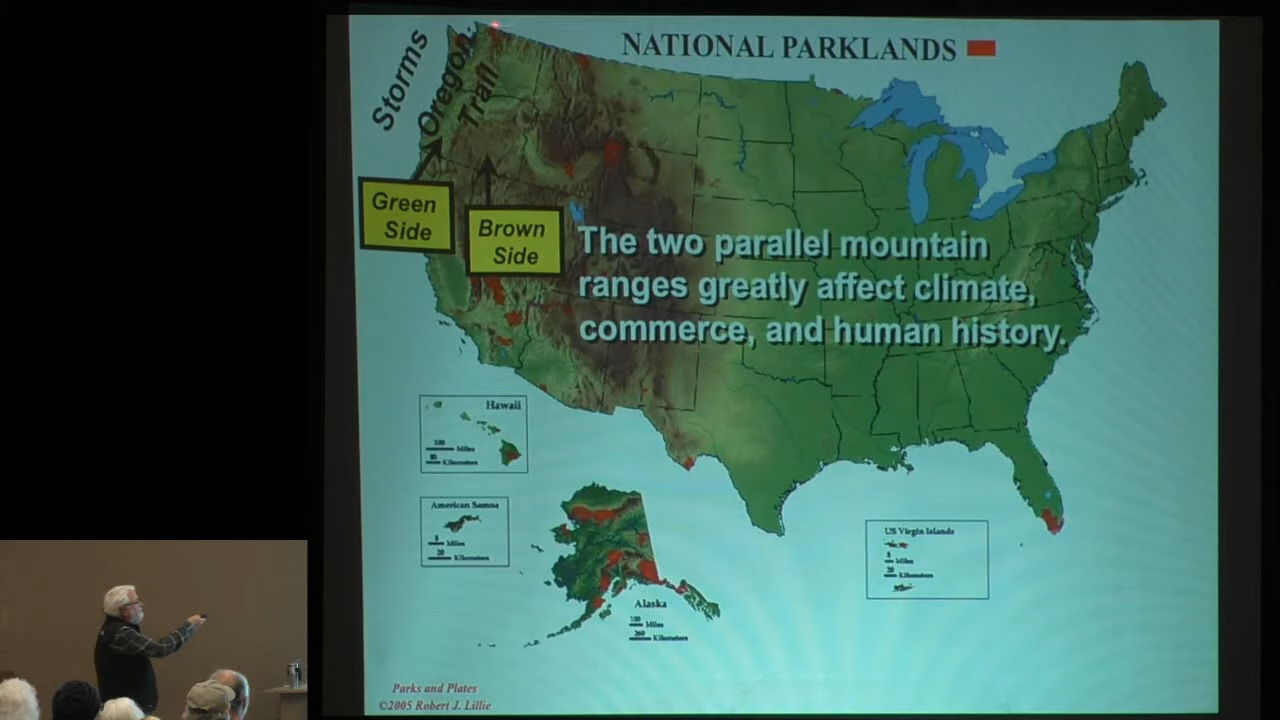 NATIONAL PARKLANDS
Storms
Oregon
Trail
Green
Side
Brown
Side
The two parallel mountain
ranges greatly affect climate,
commerce, and human history.
Hawaii
100
Miles
80
Kilometers
American Samoa
Miles
20
Kilometers
US Virgin Islands
Miles
20
Kilometers
Alaska
100
Miles
260
Kilometers
Parks and Plates
©2005 Robert J. Lillie